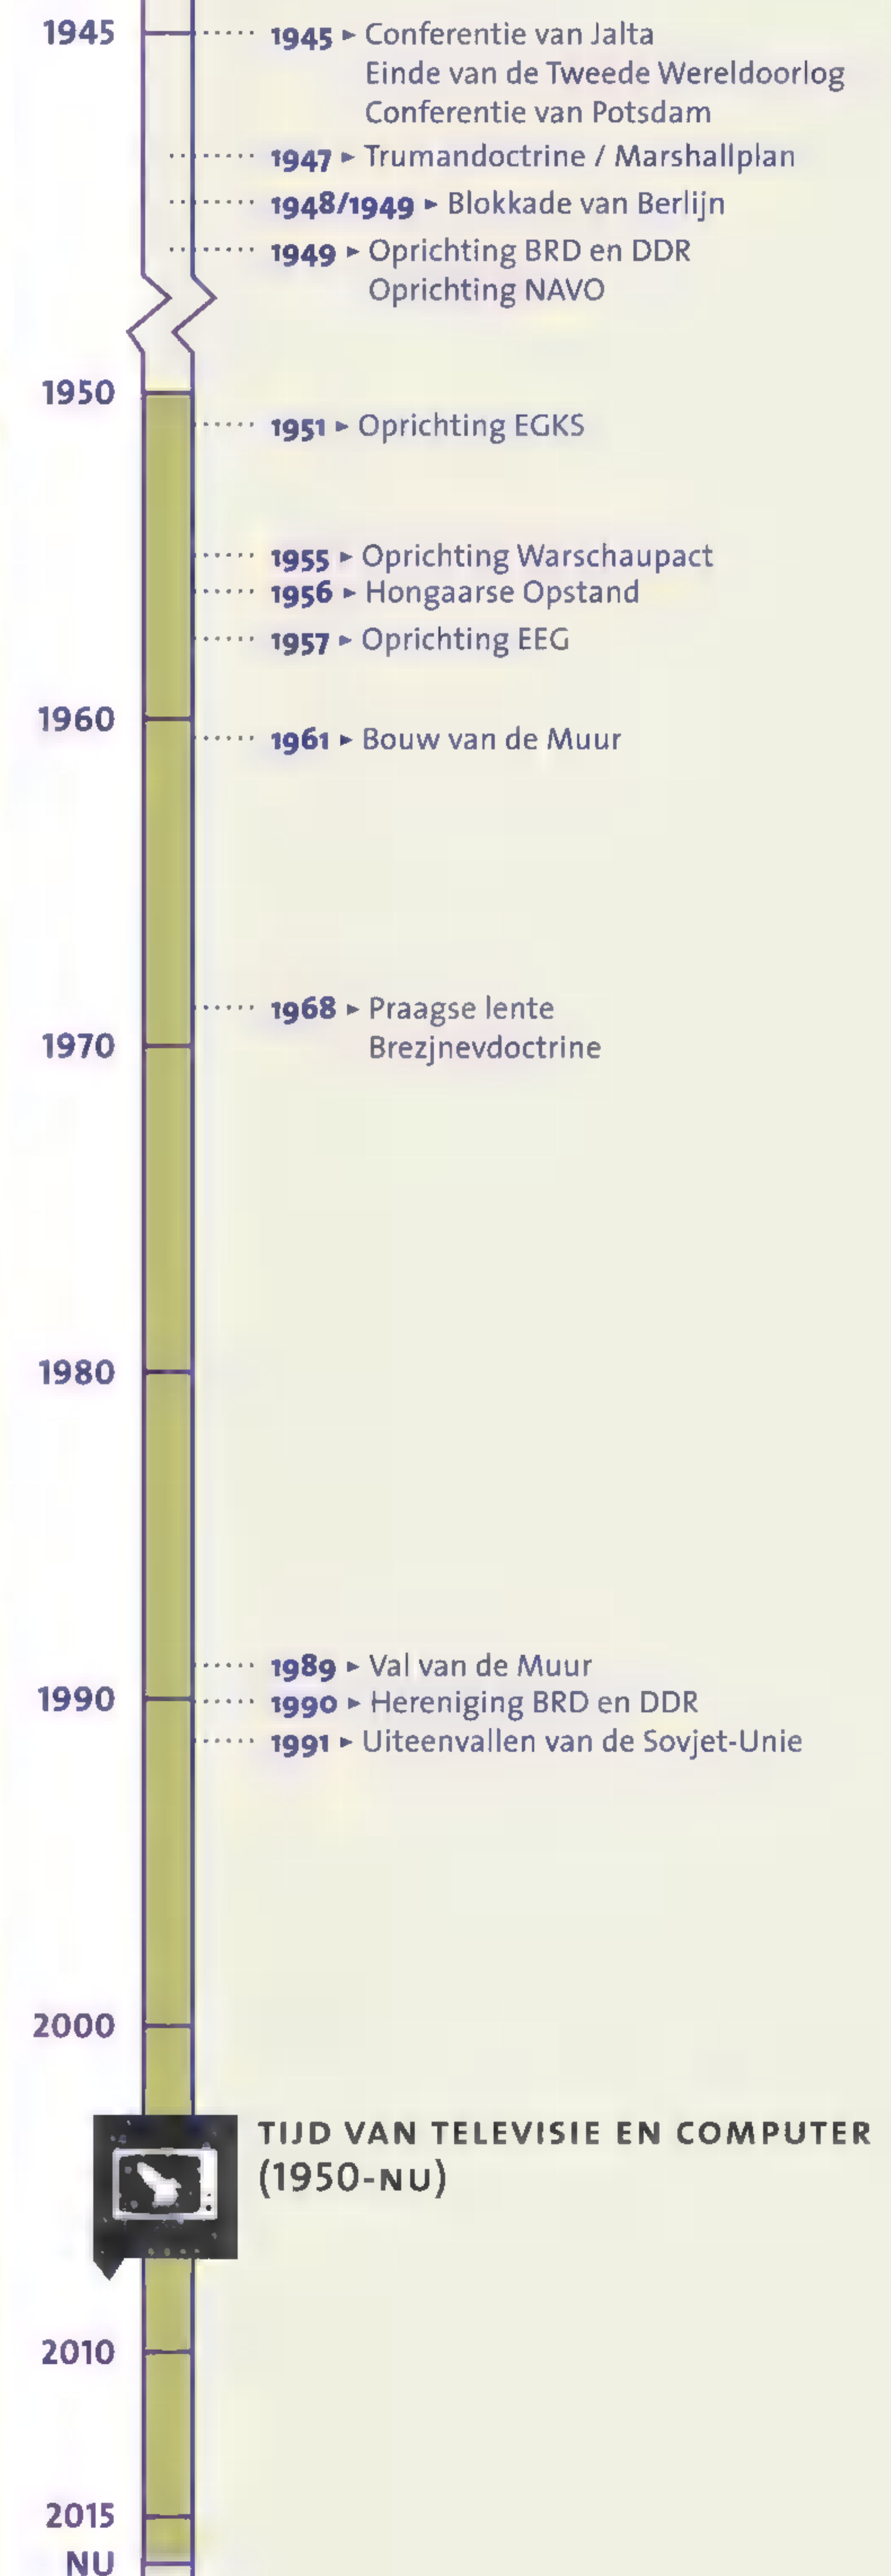 1945
1945 ▸ Conferentie van Jalta
Einde van de Tweede Wereldoorlog
Conferentie van Potsdam
1947 ▸ Trumandoctrine / Marshallplan
1948/1949 ▸ Blokkade van Berlijn
1949 ▸ Oprichting BRD en DDR
Oprichting NAVO
1950
1951 ▸ Oprichting EGKS
1955 ▸ Oprichting Warschaupact
1956 ▸ Hongaarse Opstand
1957 ▸ Oprichting EEG
1960
1961 ▸ Bouw van de Muur
1968 ▸ Praagse lente
Brezjnevdoctrine
1970
1980
1989 ▸ Val van de Muur
1990
1990 ▸ Hereniging BRD en DDR
1991 ▸ Uiteenvallen van de Sovjet-Unie
2000
TIJD VAN TELEVISIE EN COMPUTER
(1950-NU)
2010
2015
NU